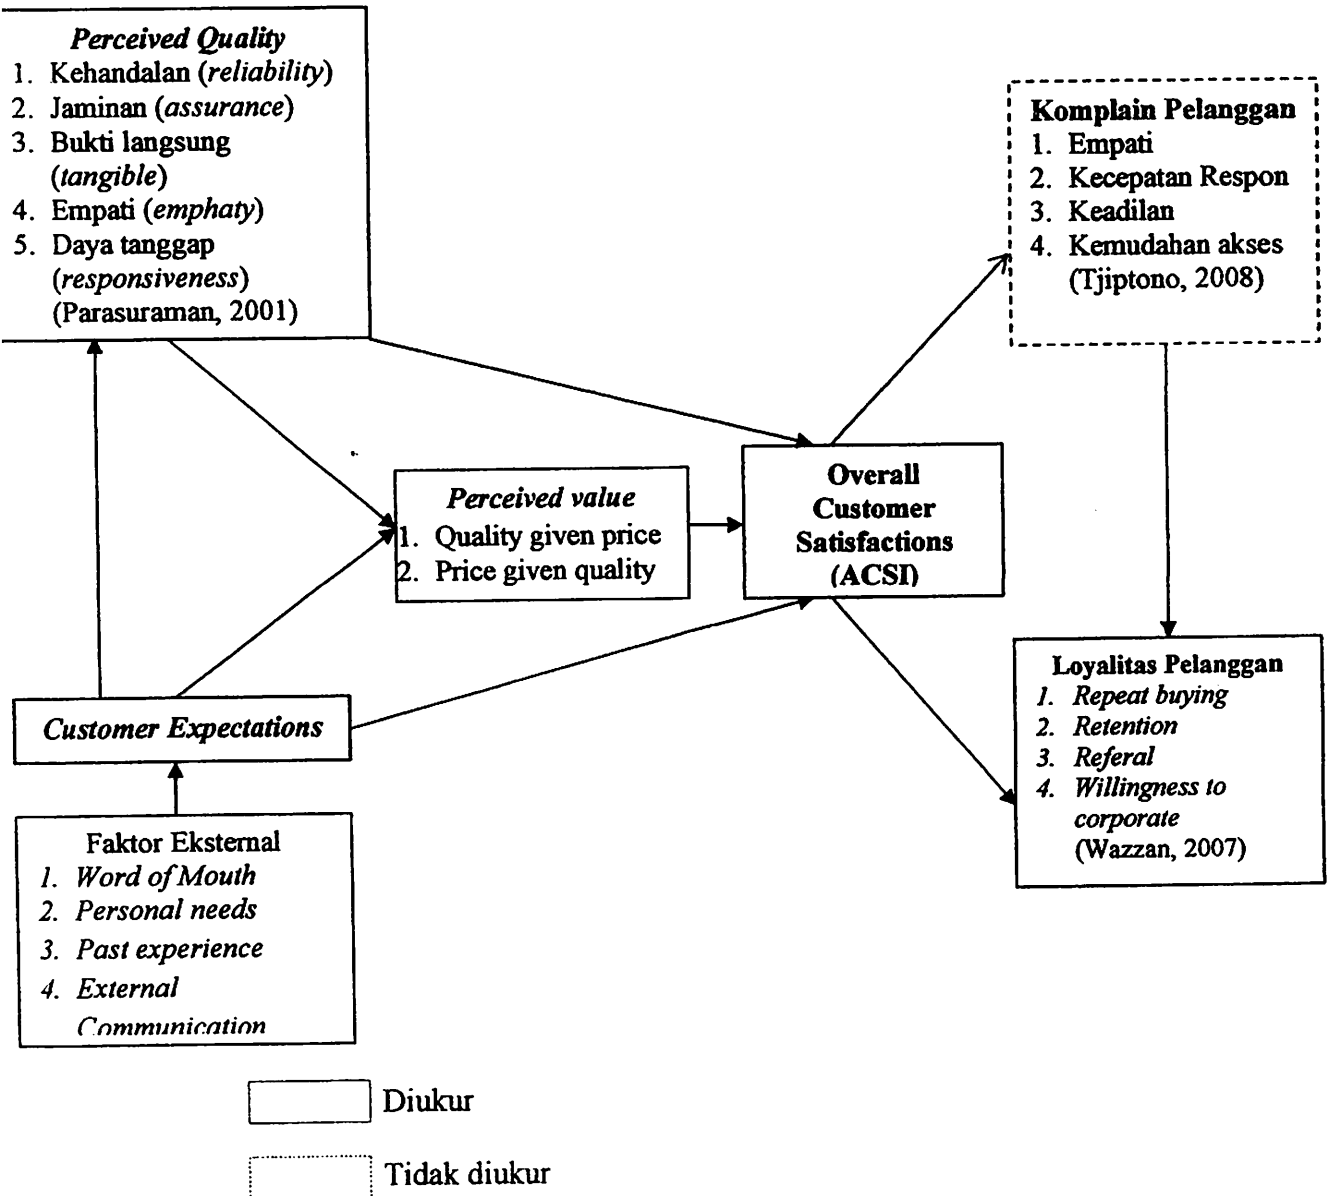 Perceived Quality
1. Kehandalan (reliability)
2. Jaminan (assurance)
3. Bukti langsung
(tangible)
4. Empati (emphaty)
5. Daya tanggap
(responsiveness)
(Parasuraman, 2001)
Komplain Pelanggan
1. Empati
2. Kecepatan Respon
3. Keadilan
4. Kemudahan akses
(Tjiptono, 2008)
Perceived value
1. Quality given price
2. Price given quality
Overall
Customer
Satisfactions
(ACSI)
Customer Expectations
Loyalitas Pelanggan
1. Repeat buying
2. Retention
3. Referal
4. Willingness to
corporate
(Wazzan, 2007)
Faktor Eksternal
1. Word of Mouth
2. Personal needs
3. Past experience
4. External
Communication
Diukur
Tidak diukur